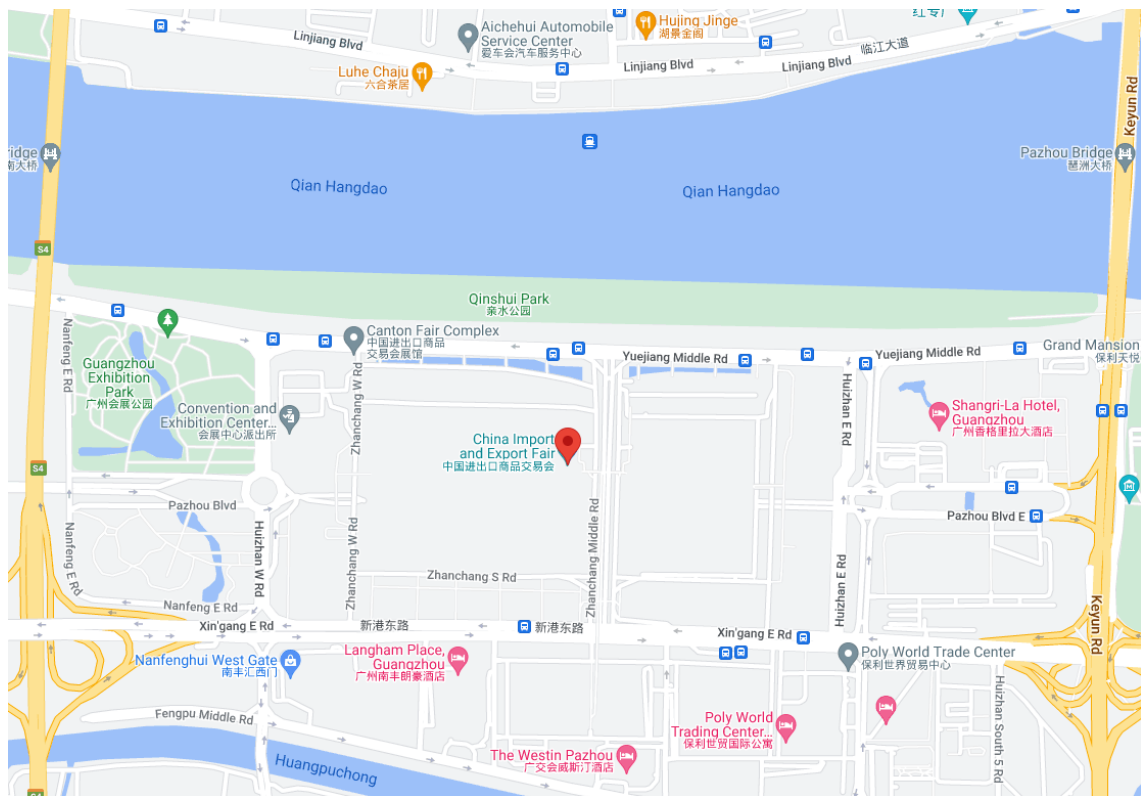 Linjiang Blvd
Aichehui Automobile
Service Center
爱车会汽车服务中心
Hujing Jinge
湖景金阁
Linjiang Blvd
Linjiang Blvd
临江大道
Luhe Chaju
六合茶居
Keyun Rd
ridge
南大桥
Pazhou Bridge
琶洲大桥
Qian Hangdao
Qian Hangdao
S4
Qinshui Park
亲水公园
Canton Fair Complex
中国进出口商品
交易会展馆
Yuejiang Middle Rd
Yuejiang Middle Rd
Grand Mansion
保利天悦
Nanfeng E Rd
Guangzhou
Exhibition
Park
广州会展公园
Zhanchang W Rd
Huizhan E Rd
Convention and
Exhibition Center...
会展中心派出所
Shangri-La Hotel,
Guangzhou
广州香格里拉大酒店
China Import
and Export Fair
中国进出口商品交易会
S4
Pazhou Blvd
Pazhou Blvd E
Nanfeng E Rd
Huizhan W Rd
Zhanchang W Rd
Zhanchang Middle Rd
Huizhan E Rd
Zhanchang S Rd
Nanfeng E Rd
Keyun Rd
Xin'gang E Rd
新港东路
新港东路
Xin'gang E Rd
Nanfenghui West Gate
南丰汇西门
Langham Place,
Guangzhou
广州南丰朗豪酒店
Poly World Trade Center
保利世界贸易中心
Huizhan South 5 Rd
Fengpu Middle Rd
Poly World
Trading Center...
保利世贸国际公寓
The Westin Pazhou
广交会威斯汀酒店
Huangpuchong
S4